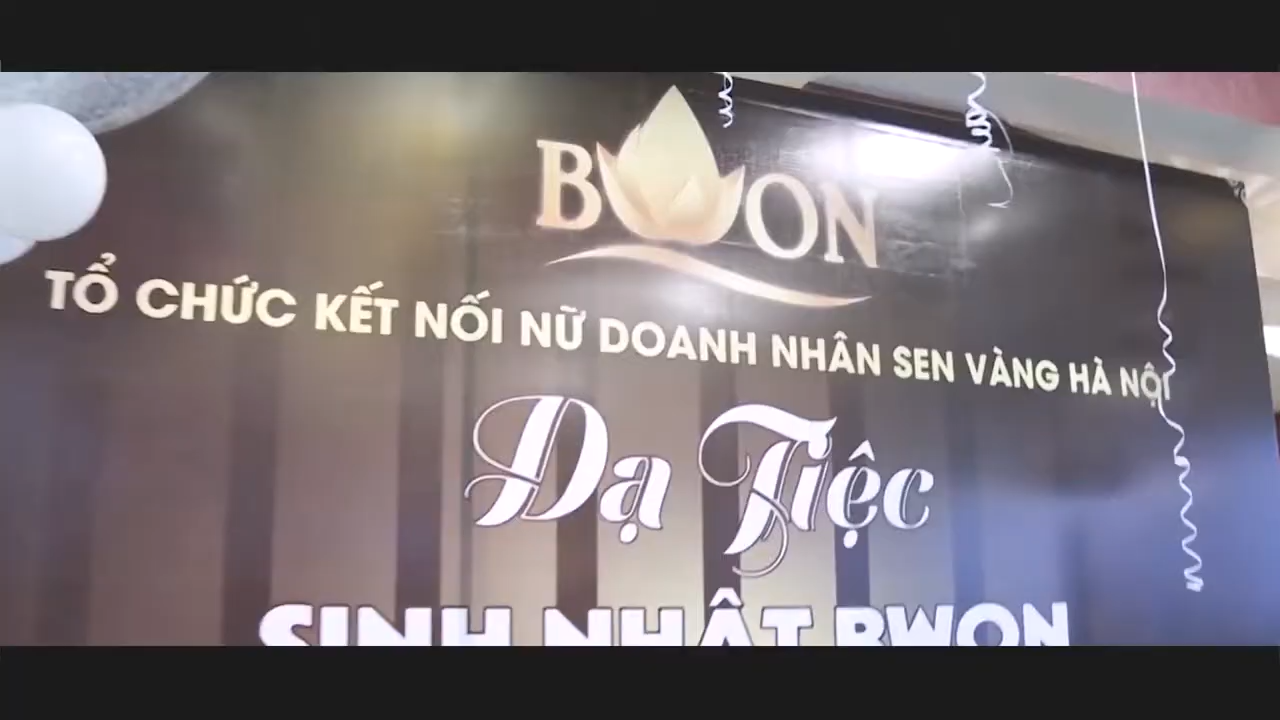 BWON
TỔ CHỨC KẾT NỐI NỮ DOANH NHÂN SEN VÀNG HÀ NỘI
Dạ Tiệc
SINH NHẬT BWON